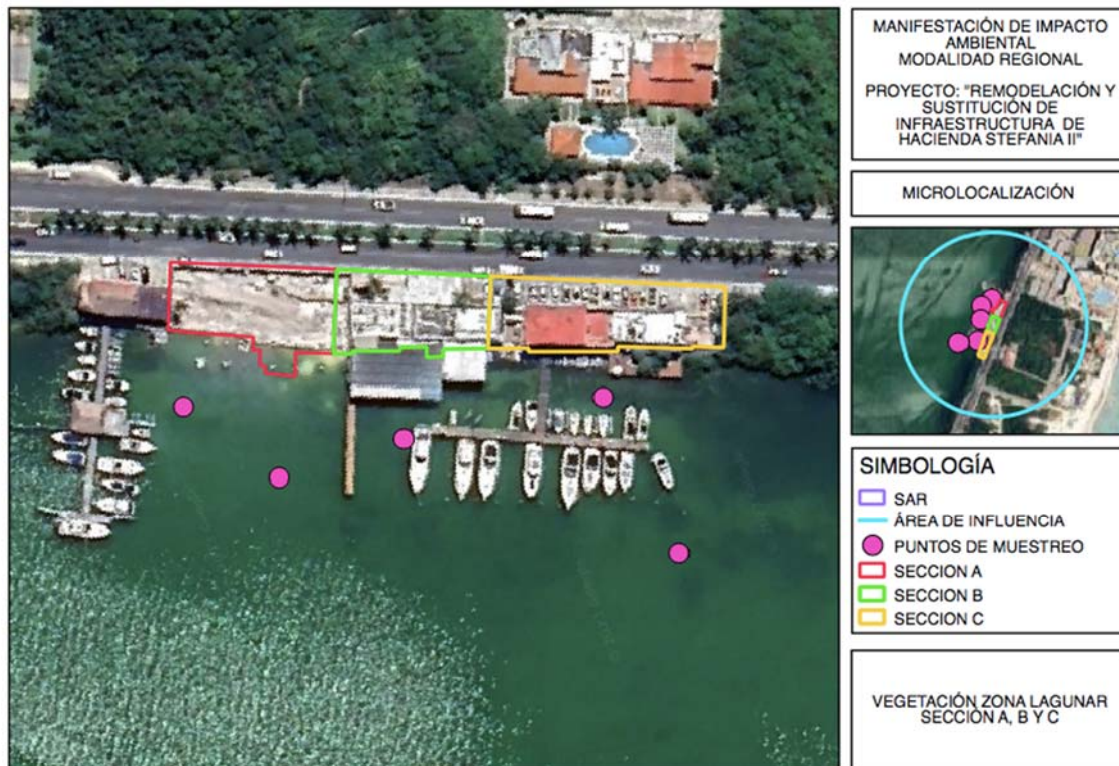 MANIFESTACIÓN DE IMPACTO
AMBIENTAL
MODALIDAD REGIONAL
PROYECTO: "REMODELACIÓN Y
SUSTITUCIÓN DE
INFRAESTRUCTURA DE
HACIENDA STEFANIA II"
MICROLOCALIZACIÓN
SIMBOLOGÍA
SAR
ÁREA DE INFLUENCIA
PUNTOS DE MUESTREO
SECCION A
SECCION B
SECCION C
VEGETACIÓN ZONA LAGUNAR
SECCIÓN A, B Y C